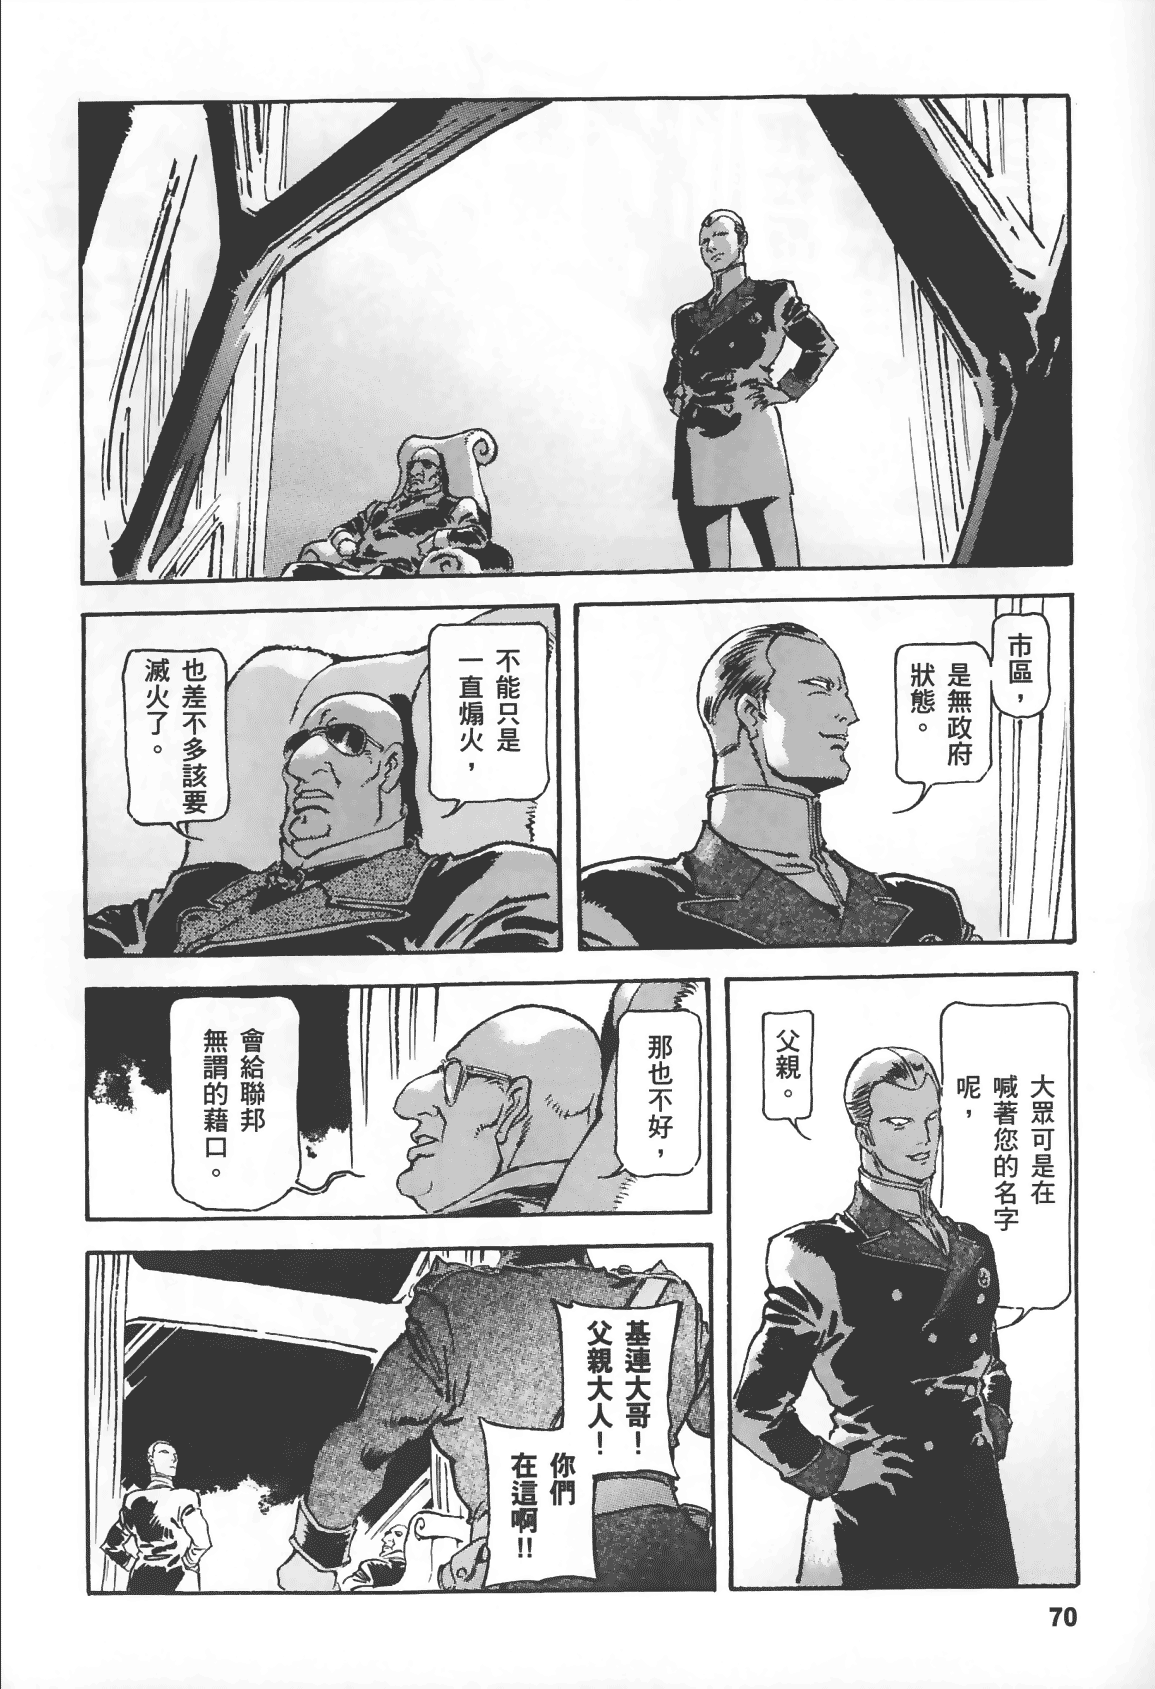 市區，
是無政府
狀態。
不能只是
一直煽火，
也差不多該要
滅火了。
大眾可是在
喊著您的名字
呢，
父親。
那也不好，
會給聯邦
無謂的藉口。
基連大哥！
父親大人！
你們
在這啊!!
70